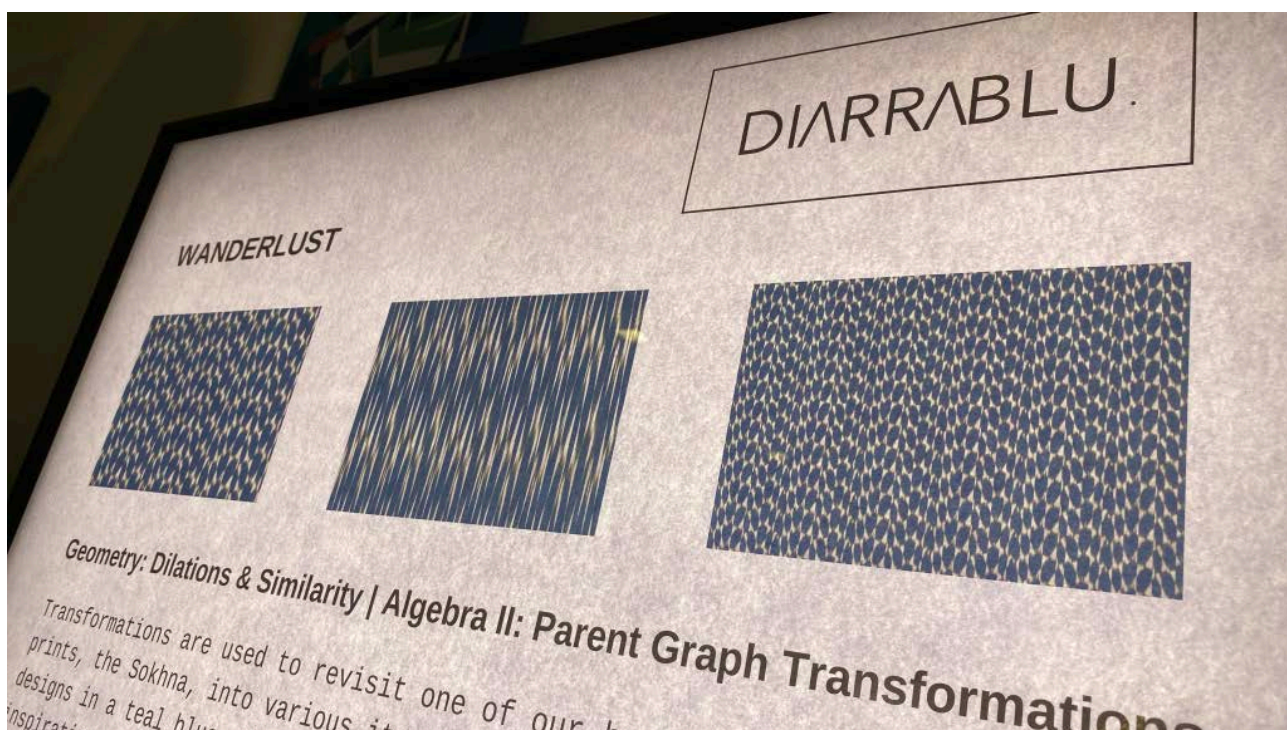 DIARRABLU.
WANDERLUST
Geometry: Dilations & Similarity | Algebra II: Parent Graph Transformations
Transformations are used to revisit one of our
prints, the Sokhna, into various
designs in a teal